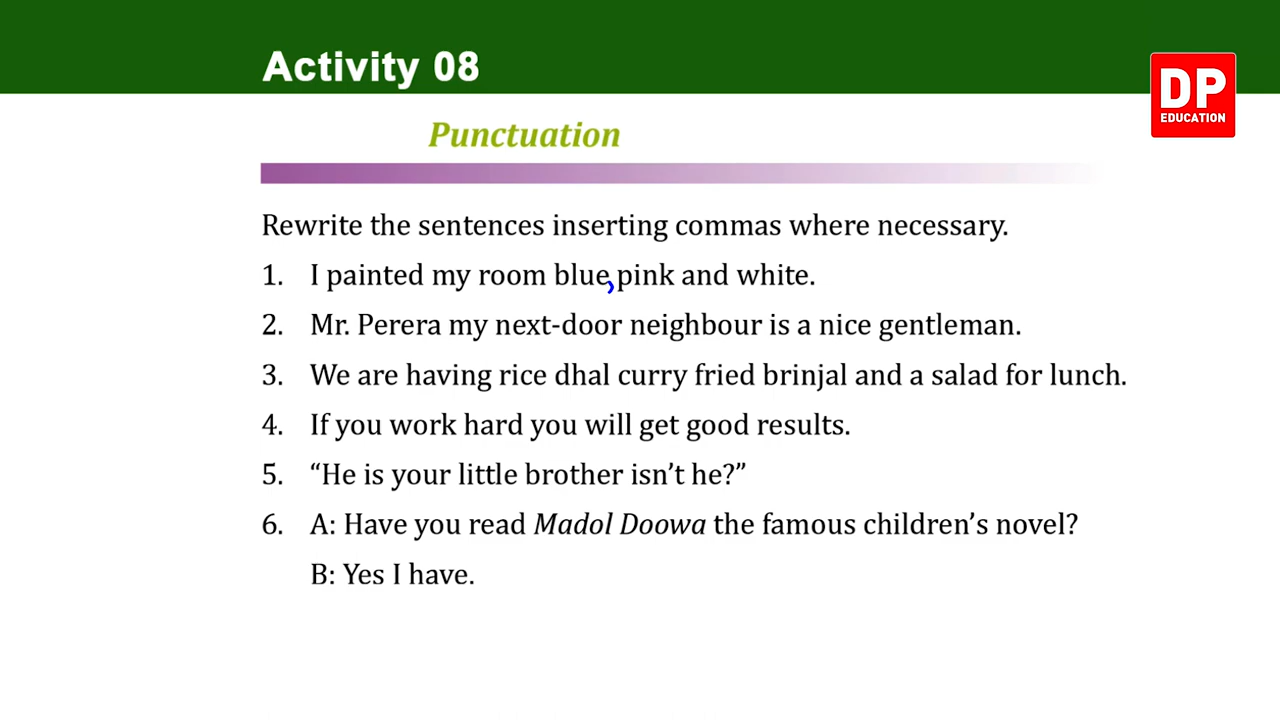 Activity 08
DP
EDUCATION
Punctuation
Rewrite the sentences inserting commas where necessary.
1. I painted my room blue, pink and white.
2. Mr. Perera my next-door neighbour is a nice gentleman.
3. We are having rice dhal curry fried brinjal and a salad for lunch.
4. If you work hard you will get good results.
5. “He is your little brother isn’t he?”
6. A: Have you read Madol Doowa the famous children’s novel?
B: Yes I have.